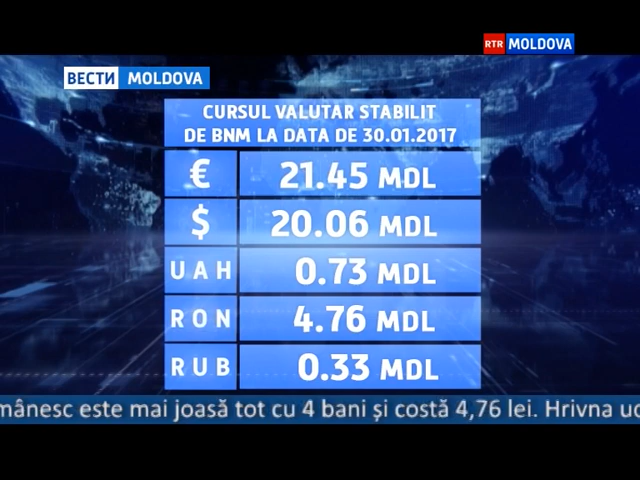 RTR MOLDOVA
ВЕСТИ MOLDOVA
CURSUL VALUTAR STABILIT
DE BNM LA DATA DE 30.01.2017
€ 21.45 MDL
$ 20.06 MDL
UAH 0.73 MDL
RON 4.76 MDL
RUB 0.33 MDL
mânesc este mai joasă tot cu 4 bani și costă 4,76 lei. Hrivna uc